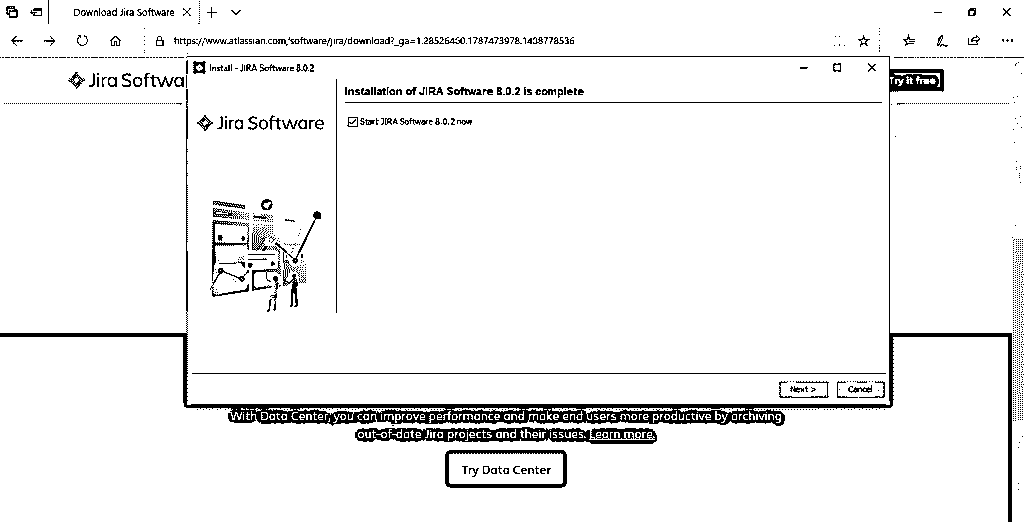 Download Jira Software
https://www.atlassian.com/software/jira/download?_ga=1.28526450.1787473978.1438778536
Install - JIRA Software 8.0.2
Jira Softwa
Try it free
Installation of JIRA Software 8.0.2 is complete
Jira Software
Start JIRA Software 8.0.2 now
Next >
Cancel
With Data Center, you can improve performance and make end users more productive by archiving
out-of-date Jira projects and their issues. Learn more.
Try Data Center